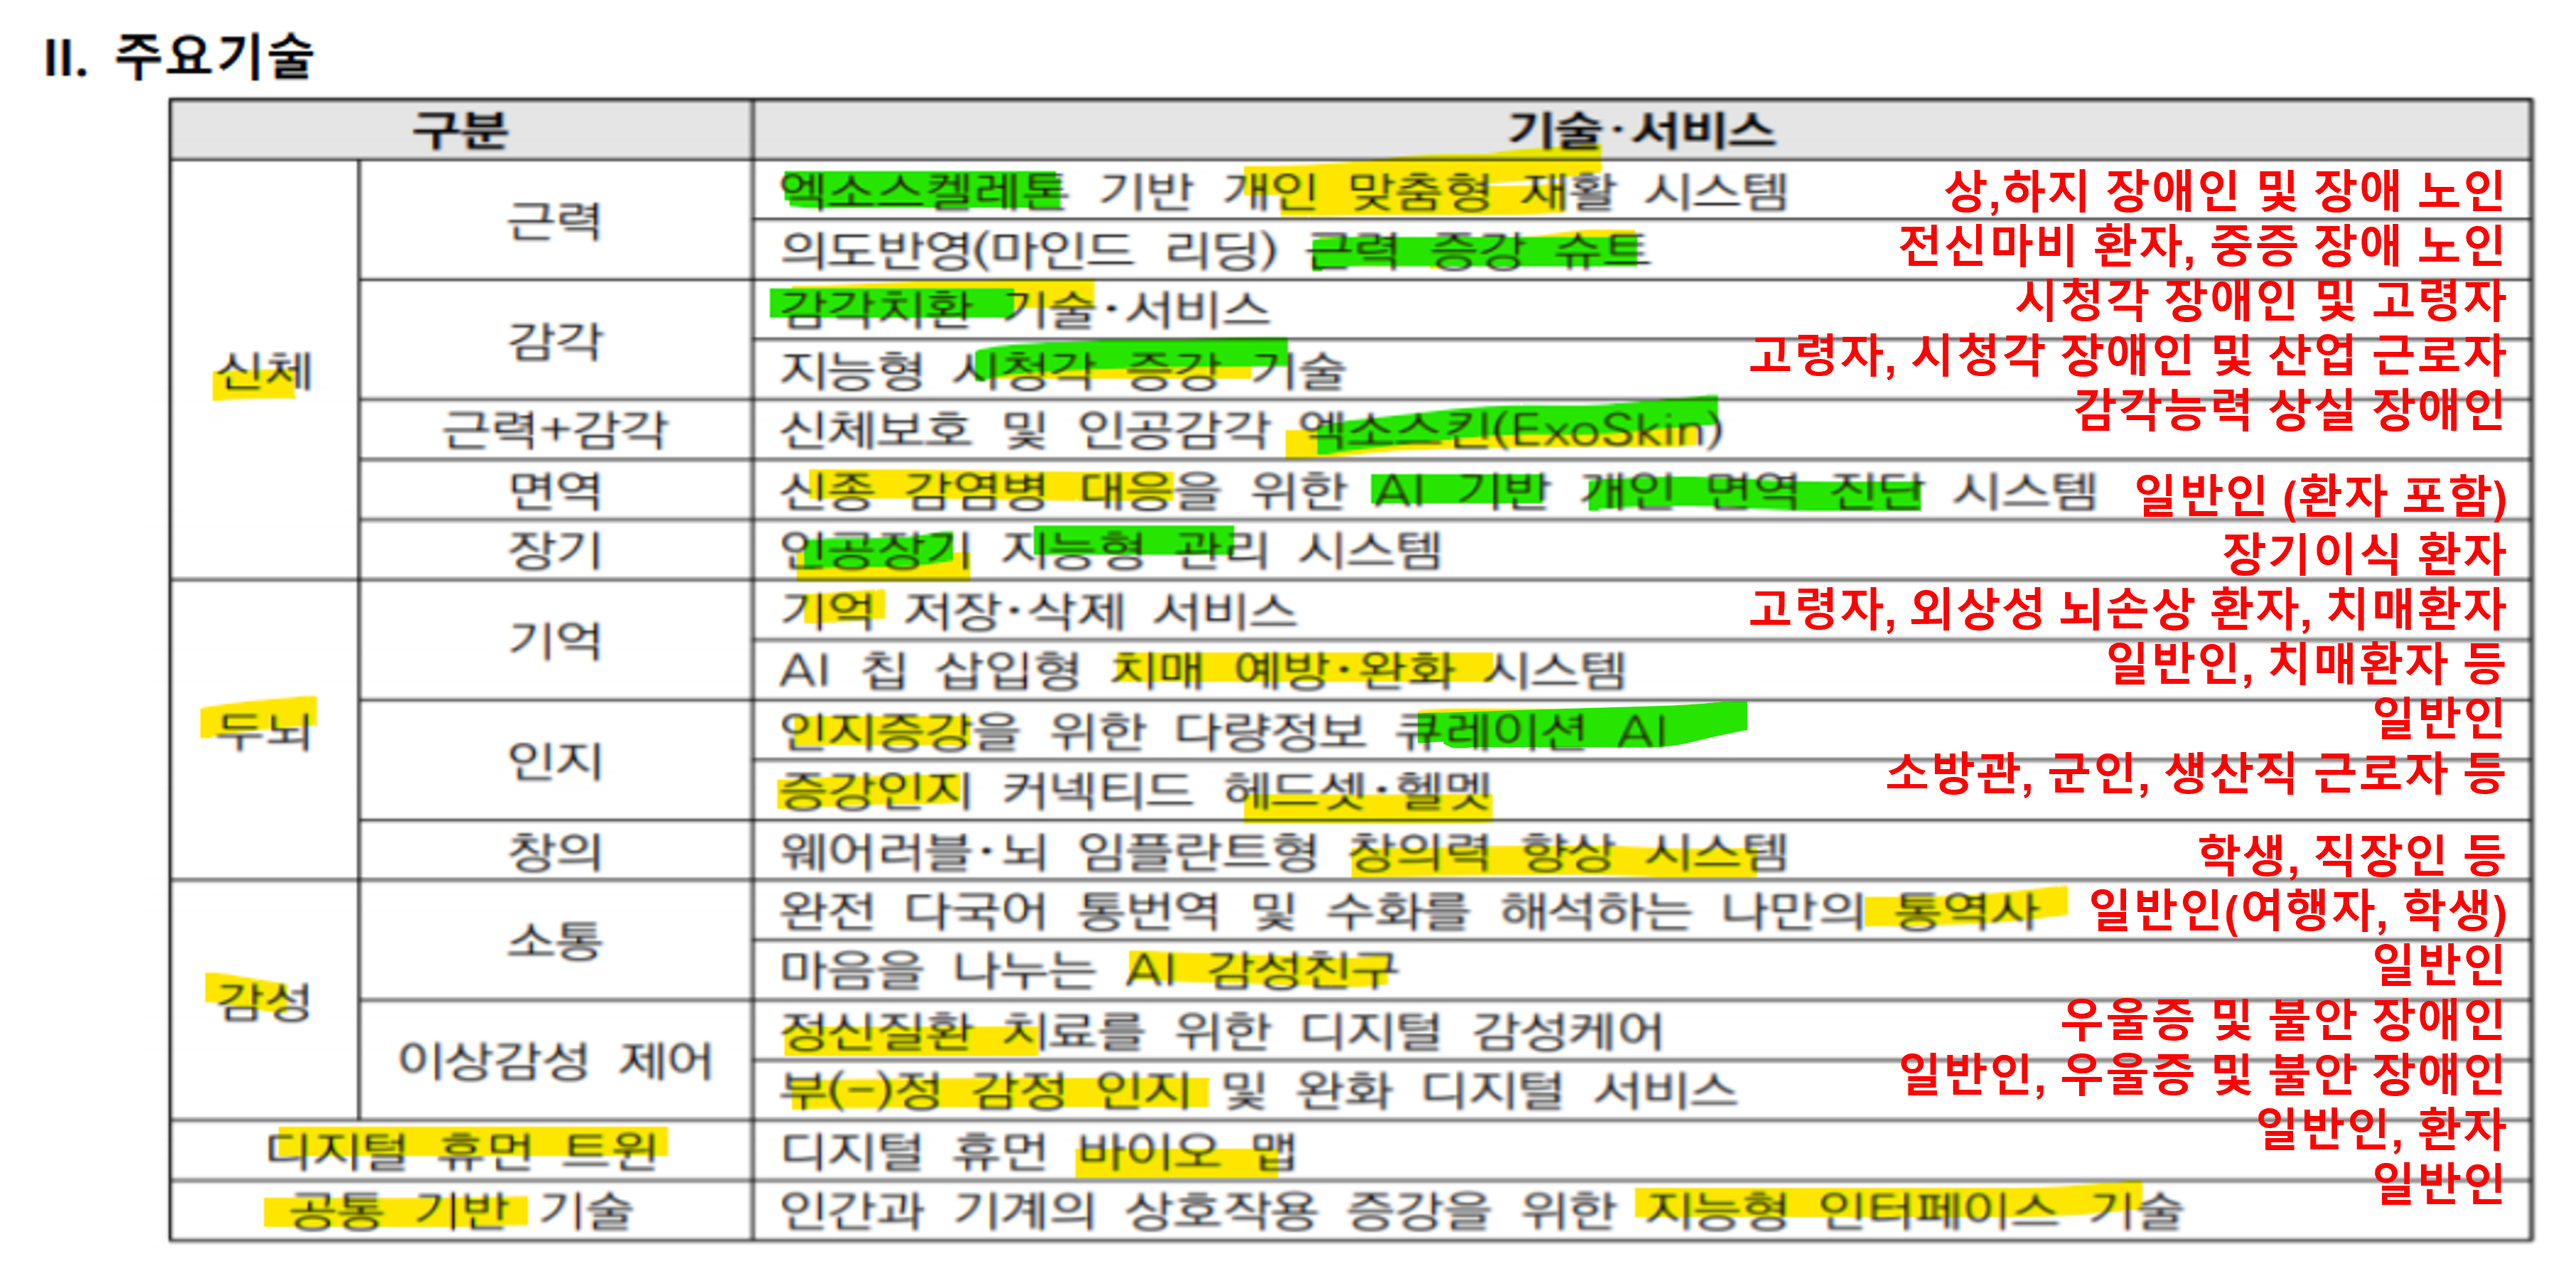 II. 주요기술
구분 기술·서비스
신체 근력 엑소스켈레톤 기반 개인 맞춤형 재활 시스템 상,하지 장애인 및 장애 노인
의도반영(마인드 리딩) 근력 증강 슈트 전신마비 환자, 중증 장애 노인
감각 감각치환 기술·서비스 시청각 장애인 및 고령자
지능형 시청각 증강 기술 고령자, 시청각 장애인 및 산업 근로자
근력+감각 신체보호 및 인공감각 엑소스킨(ExoSkin) 감각능력 상실 장애인
면역 신종 감염병 대응을 위한 AI 기반 개인 면역 진단 시스템 일반인 (환자 포함)
장기 인공장기 지능형 관리 시스템 장기이식 환자
두뇌 기억 기억 저장·삭제 서비스 고령자, 외상성 뇌손상 환자, 치매환자
AI 칩 삽입형 치매 예방·완화 시스템 일반인, 치매환자 등
인지 인지증강을 위한 다량정보 큐레이션 AI 일반인
증강인지 커넥티드 헤드셋·헬멧 소방관, 군인, 생산직 근로자 등
창의 웨어러블·뇌 임플란트형 창의력 향상 시스템 학생, 직장인 등
감성 소통 완전 다국어 통번역 및 수화를 해석하는 나만의 통역사 일반인(여행자, 학생)
마음을 나누는 AI 감성친구 일반인
이상감성 제어 정신질환 치료를 위한 디지털 감성케어 우울증 및 불안 장애인
부(-)정 감정 인지 및 완화 디지털 서비스 일반인, 우울증 및 불안 장애인
디지털 휴먼 트윈 디지털 휴먼 바이오 맵 일반인, 환자
공통 기반 기술 인간과 기계의 상호작용 증강을 위한 지능형 인터페이스 기술 일반인